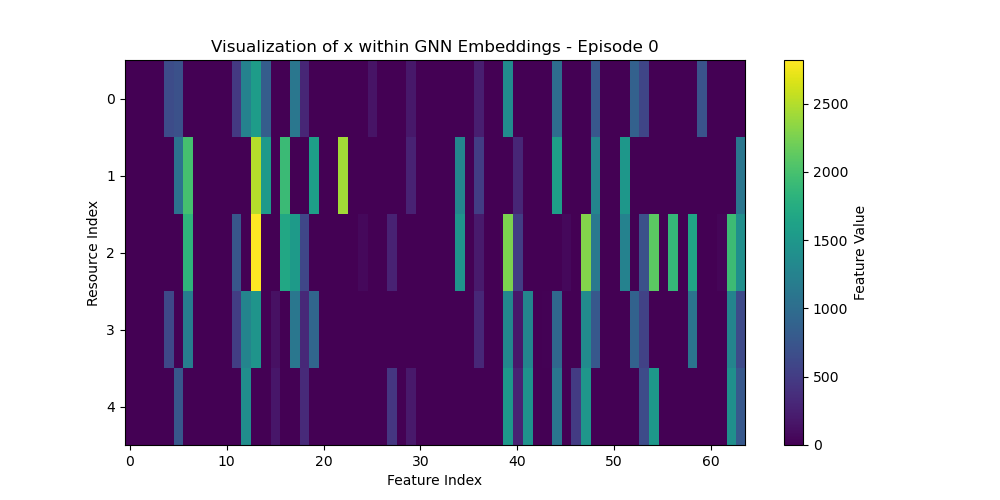 Visualization of x within GNN Embeddings - Episode 0
Resource Index
0
1
2
3
4
0 10 20 30 40 50 60
Feature Index
2500
2000
1500
1000
500
0
Feature Value